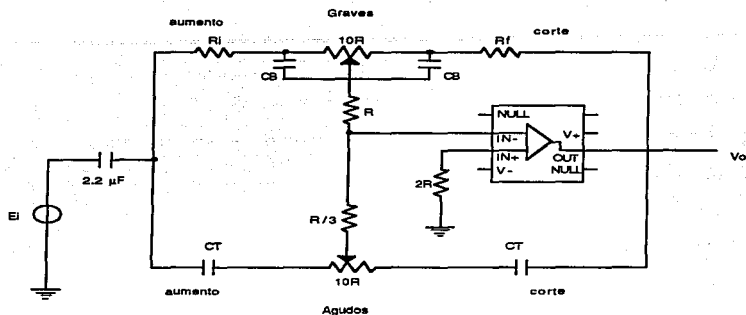 Graves
aumento
corte
Ri
10R
Rf
CB
CB
R
NULL
IN-
V+
IN+
OUT
V-
NULL
Vo
2R
2.2 µF
Ei
R/3
CT
CT
10R
aumento
corte
Agudos